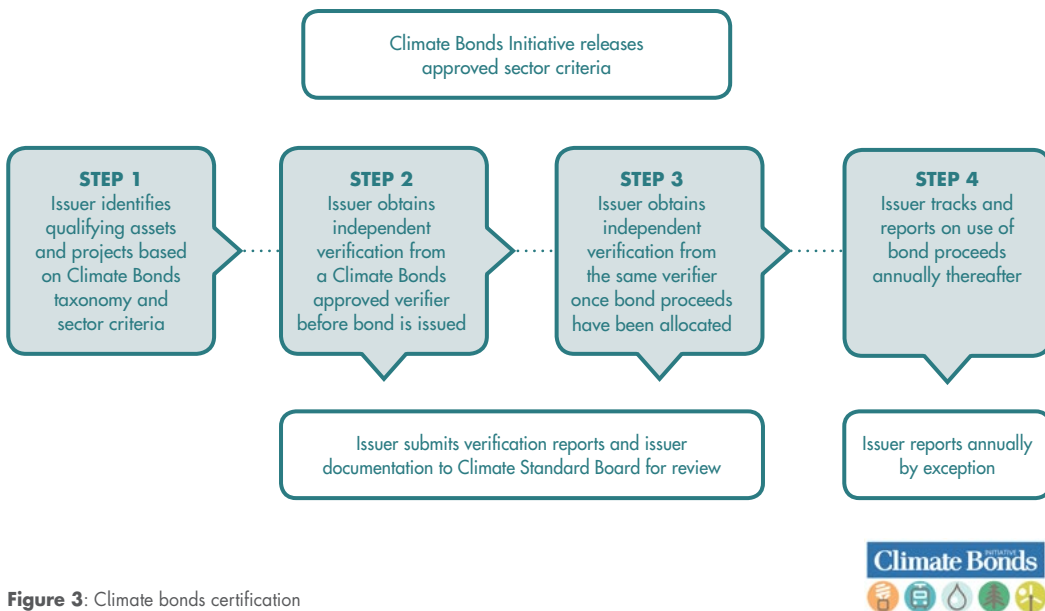 Climate Bonds Initiative releases
approved sector criteria
STEP 1
Issuer identifies
qualifying assets
and projects based
on Climate Bonds
taxonomy and
sector criteria
STEP 2
Issuer obtains
independent
verification from
a Climate Bonds
approved verifier
before bond is issued
STEP 3
Issuer obtains
independent
verification from
the same verifier
once bond proceeds
have been allocated
STEP 4
Issuer tracks and
reports on use of
bond proceeds
annually thereafter
Issuer submits verification reports and issuer
documentation to Climate Standard Board for review
Issuer reports annually
by exception
Figure 3: Climate bonds certification
INITIATIVE
Climate Bonds